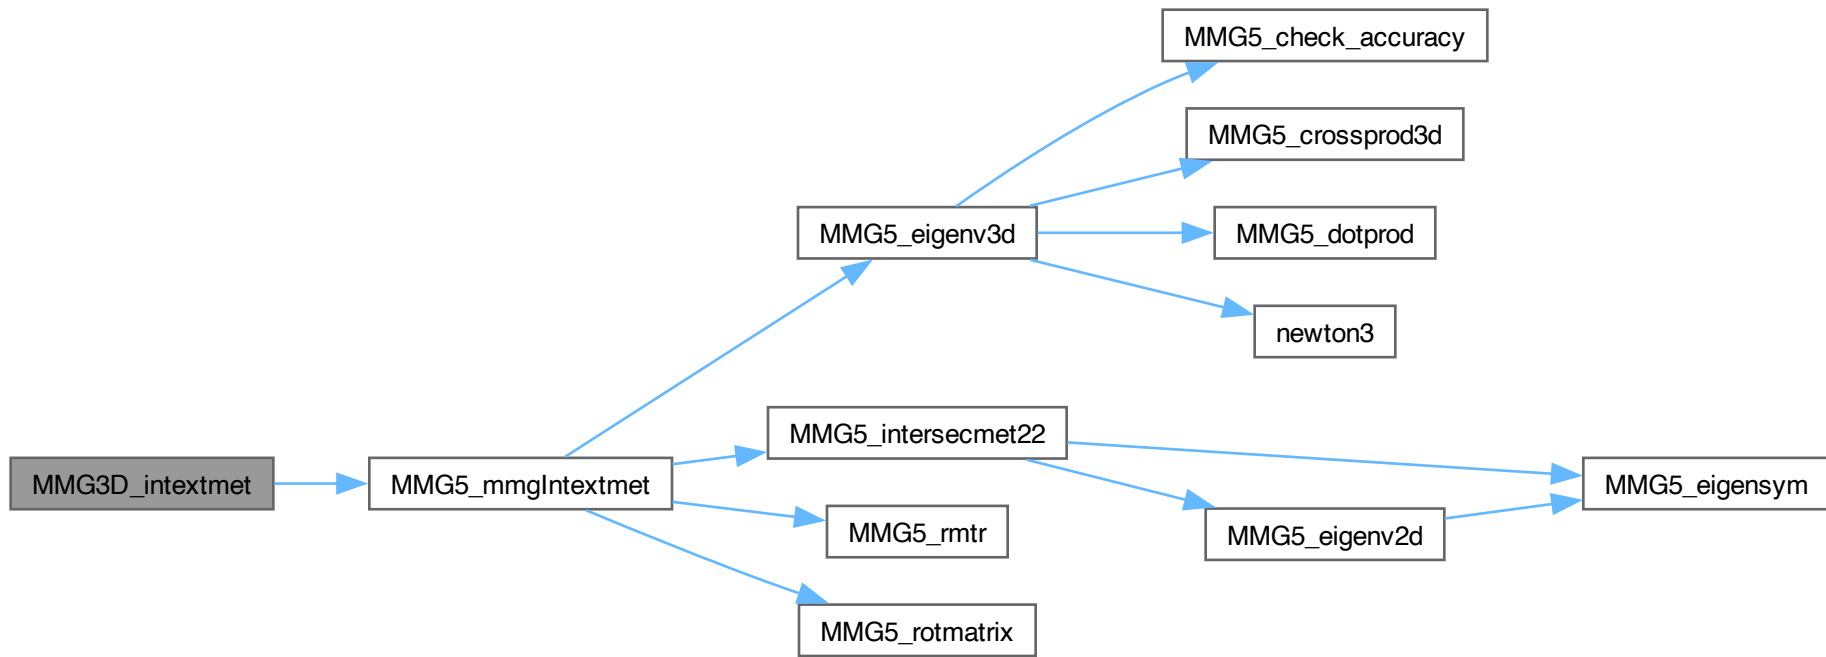 MMG5_check_accuracy
MMG5_crossprod3d
MMG5_eigenv3d
MMG5_dotprod
newton3
MMG5_intersecmet22
MMG3D_intextmet
MMG5_mmgIntextmet
MMG5_eigensym
MMG5_rmtr
MMG5_eigenv2d
MMG5_rotmatrix